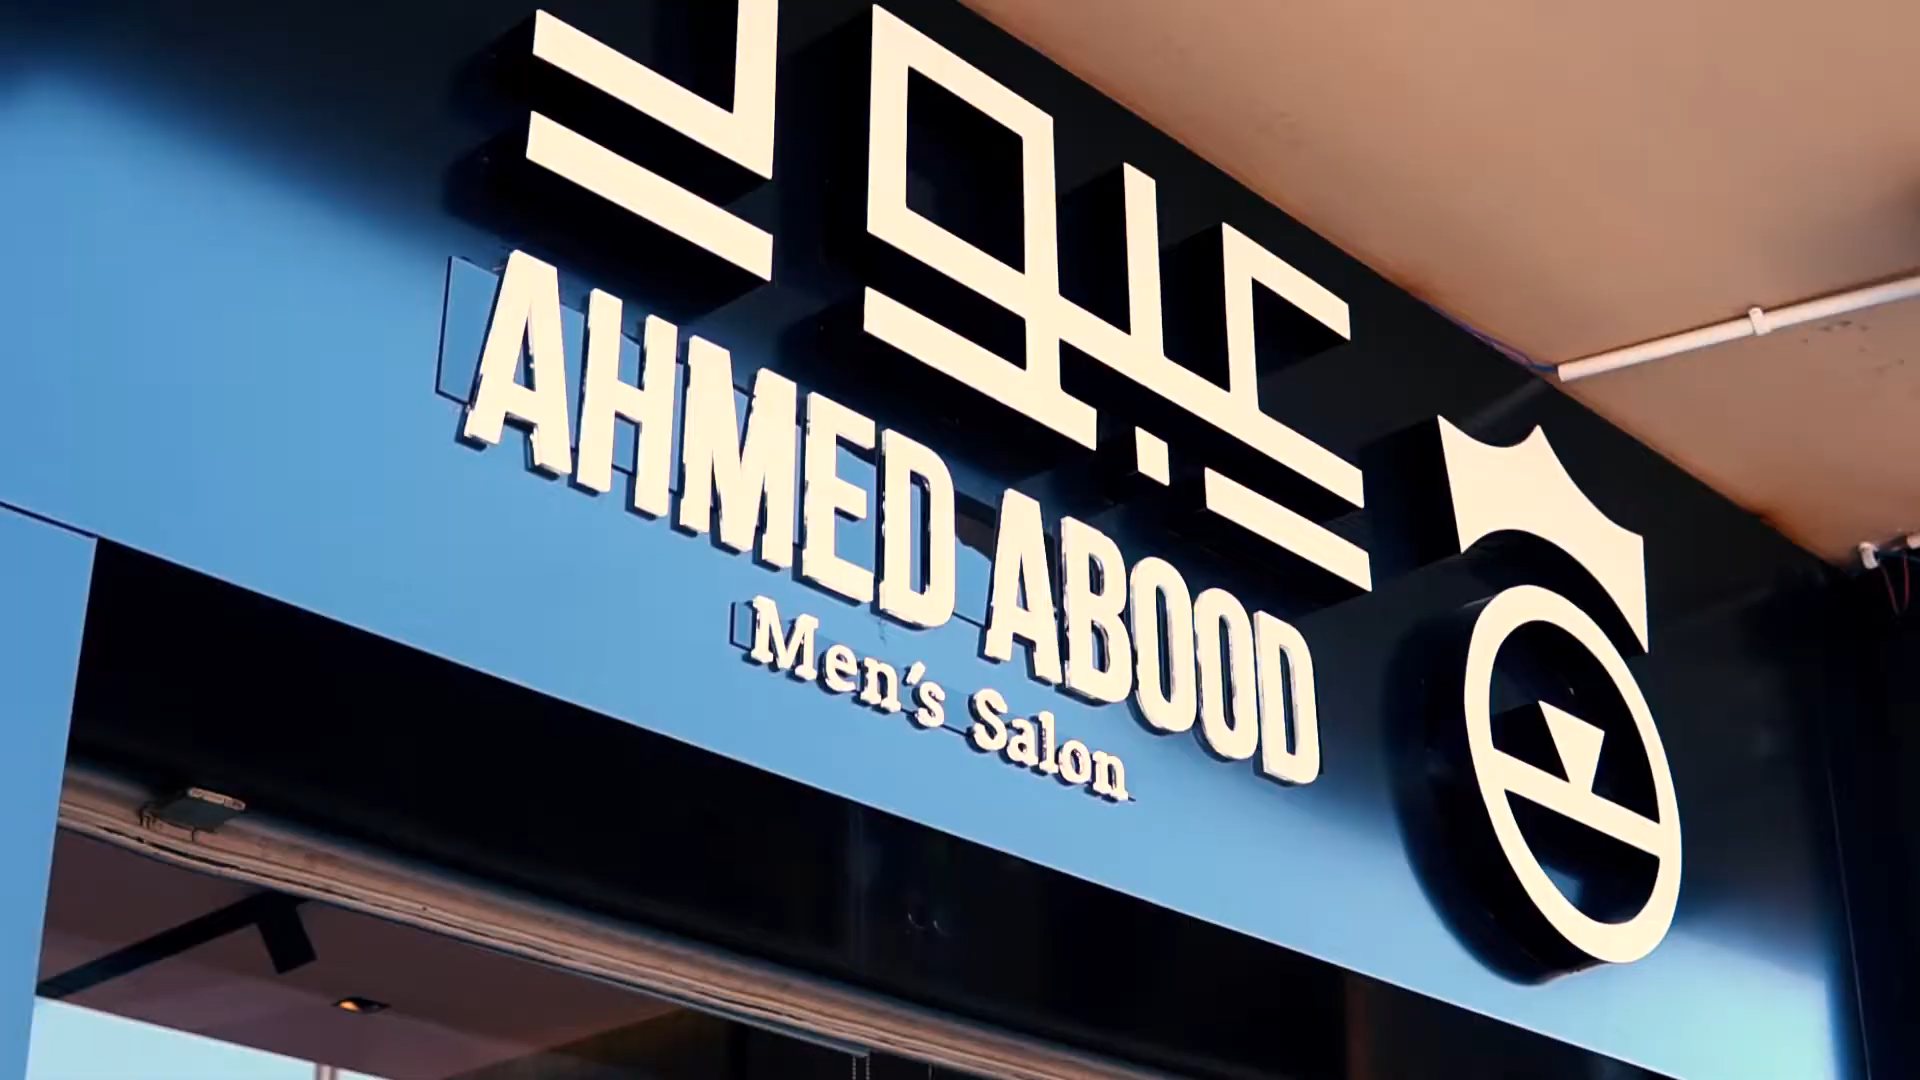 عبود
AHMED ABOOD
Men's Salon